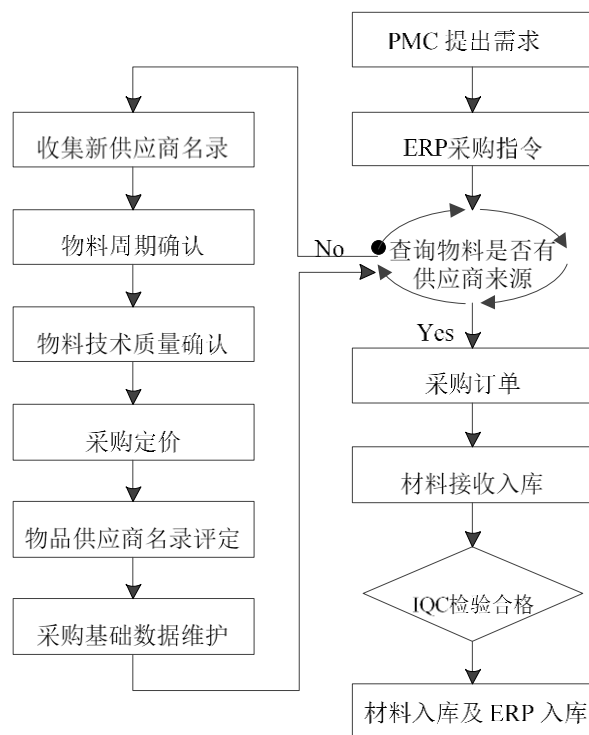 PMC 提出需求
ERP采购指令
查询物料是否有
供应商来源
No
Yes
收集新供应商名录
物料周期确认
物料技术质量确认
采购定价
物品供应商名录评定
采购基础数据维护
采购订单
材料接收入库
IQC检验合格
材料入库及 ERP 入库